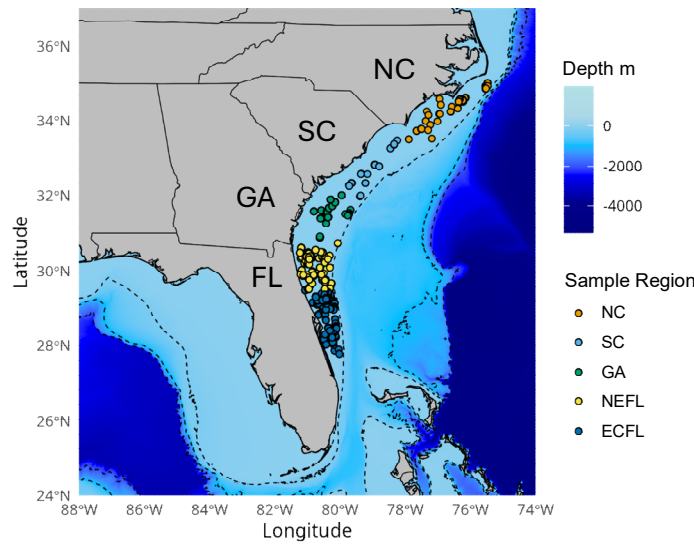 36°N
34°N
32°N
30°N
28°N
26°N
24°N
Latitude
NC
SC
GA
FL
88°W 86°W 84°W 82°W 80°W 78°W 76°W 74°W
Longitude
Depth m
0
-2000
-4000
Sample Region
NC
SC
GA
NEFL
ECFL